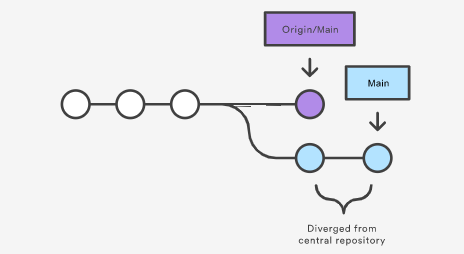 Origin/Main
Main
Diverged from
central repository